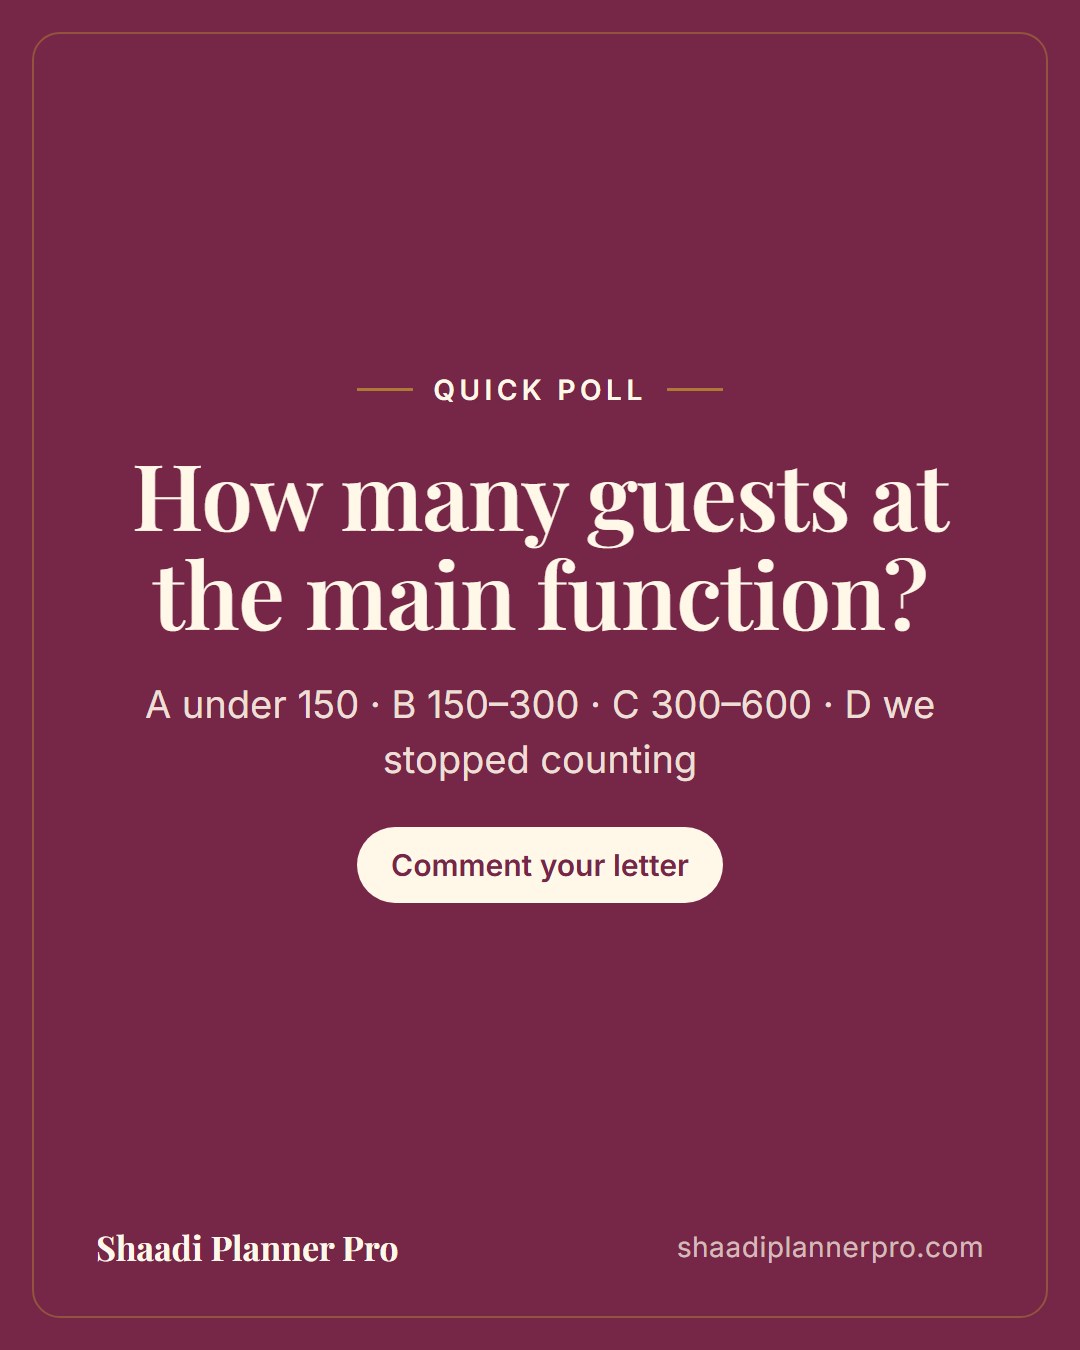 QUICK POLL
How many guests at
the main function?
A under 150 · B 150–300 · C 300–600 · D we
stopped counting
Comment your letter
Shaadi Planner Pro
shaadiplannerpro.com